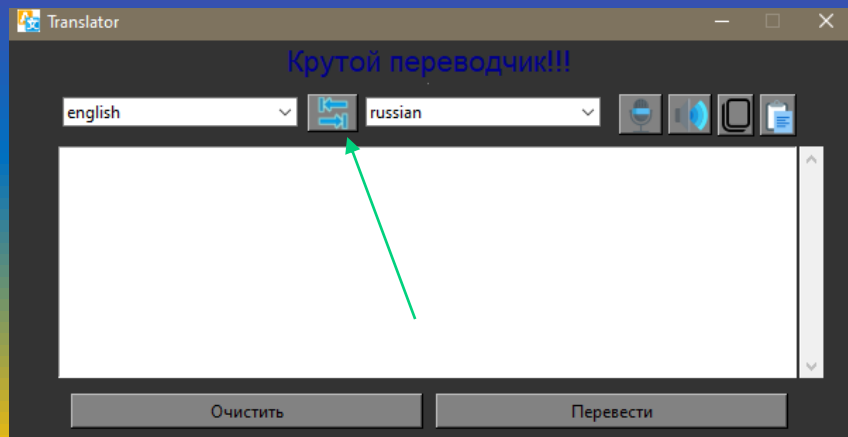 Translator
Крутой переводчик!!!
english
russian
Очистить
Перевести